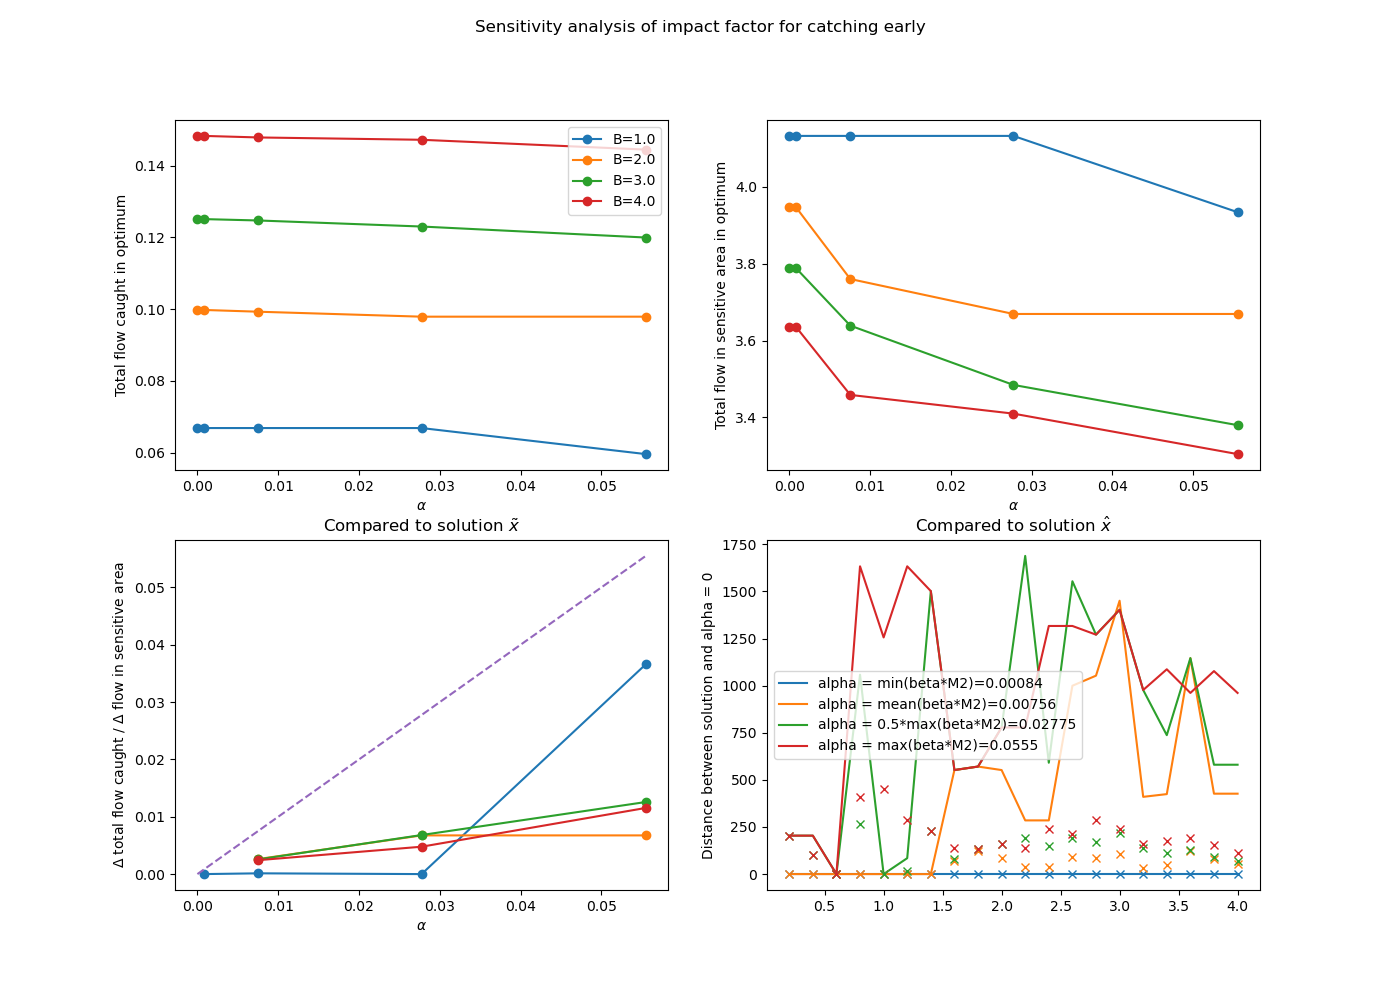 Sensitivity analysis of impact factor for catching early
Total flow caught in optimum
0.14
0.12
0.10
0.08
0.06
B=1.0
B=2.0
B=3.0
B=4.0
0.00 0.01 0.02 0.03 0.04 0.05
α
Total flow in sensitive area in optimum
4.0
3.8
3.6
3.4
0.00 0.01 0.02 0.03 0.04 0.05
α
Compared to solution x̃
Δ total flow caught / Δ flow in sensitive area
0.05
0.04
0.03
0.02
0.01
0.00
0.00 0.01 0.02 0.03 0.04 0.05
α
Compared to solution x̂
Distance between solution and alpha = 0
1750
1500
1250
1000
750
500
250
0
alpha = min(beta*M2)=0.00084
alpha = mean(beta*M2)=0.00756
alpha = 0.5*max(beta*M2)=0.02775
alpha = max(beta*M2)=0.0555
0.5 1.0 1.5 2.0 2.5 3.0 3.5 4.0